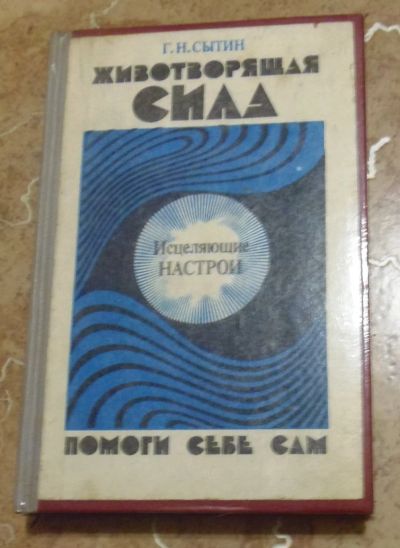 Г. Н. СЫТИН
ЖИВОТВОРЯЩАЯ
СИЛА
Исцеляющие
НАСТРОИ
ПОМОГИ СЕБЕ САМ